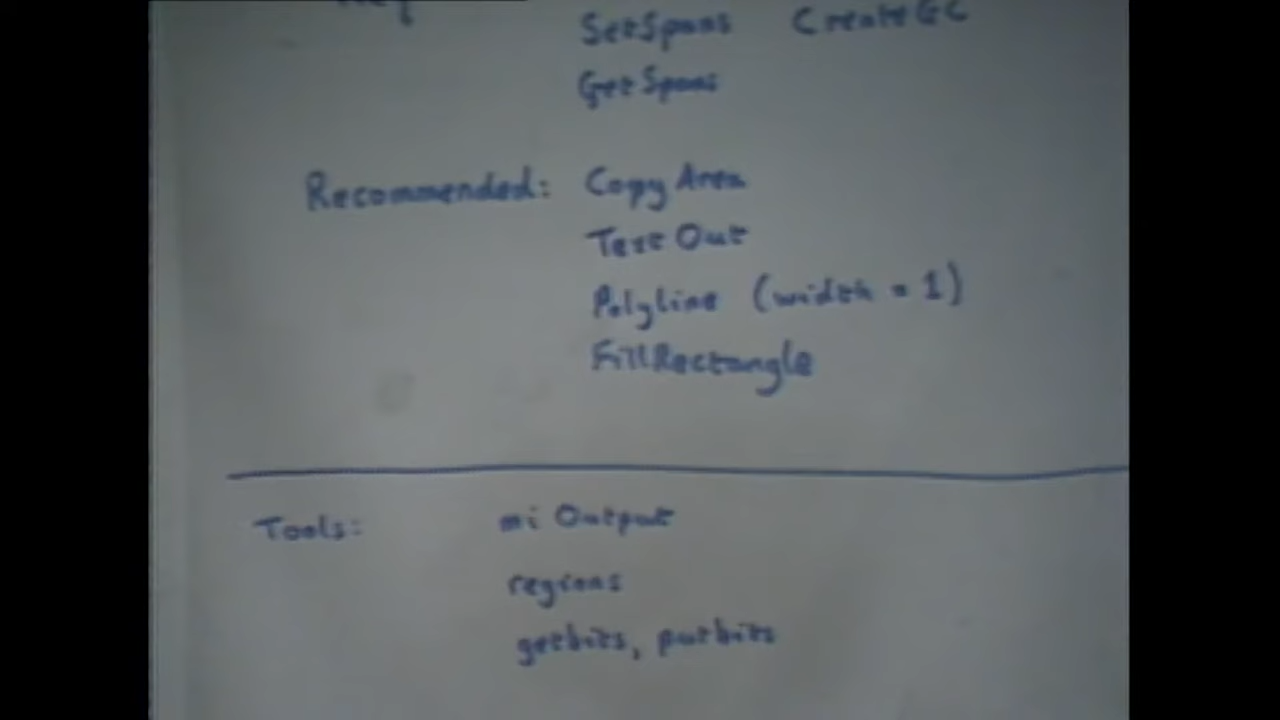 SetSpans CreateGC
GetSpans
Recommended: CopyArea
TextOut
Polyline (width = 1)
FillRectangle
Tools: mi Output
regions
getbits, putbits